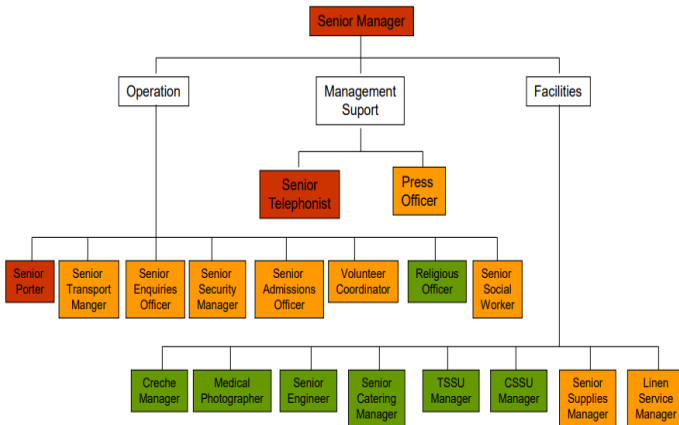 Senior Manager
Operation
Management
Suport
Facilities
Senior
Telephonist
Press
Officer
Senior
Porter
Senior
Transport
Manger
Senior
Enquiries
Officer
Senior
Security
Manager
Senior
Admissions
Officer
Volunteer
Coordinator
Religious
Officer
Senior
Social
Worker
Creche
Manager
Medical
Photographer
Senior
Engineer
Senior
Catering
Manager
TSSU
Manager
CSSU
Manager
Senior
Supplies
Manager
Linen
Service
Manager